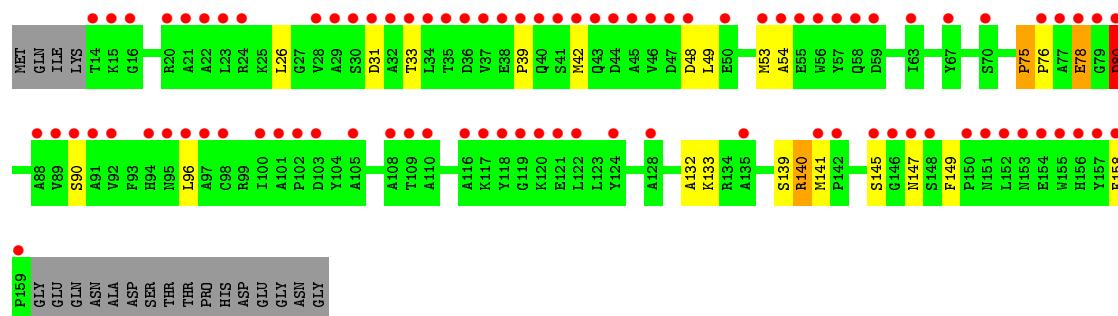 MET GLN ILE LYS T14 K15 G16 R20 A21 A22 L23 R24 K25 L26 G27 V28 A29 S30 D31 A32 T33 L34 T35 D36 V37 E38 P39 Q40 S41 M42 Q43 D44 A45 V46 D47 D48 L49 E50 M53 A54 E55 W56 Y57 Q58 D59 I63 Y67 S70 P75 P76 A77 E78 G79 D80
A88 V89 S90 A91 V92 F93 H94 N95 L96 A97 C98 R99 I100 A101 P102 D103 Y104 A105 A108 T109 A110 A116 K117 Y118 G119 K120 E121 L122 L123 Y124 A128 A132 K133 R134 A135 S139 R140 M141 P142 S145 G146 N147 S148 F149 P150 N151 L152 N153 E154 W155 H156 Y157
P159 GLY GLU GLN ASN ALA ASP SER THR THR PRO HIS ASP GLU GLY ASN GLY